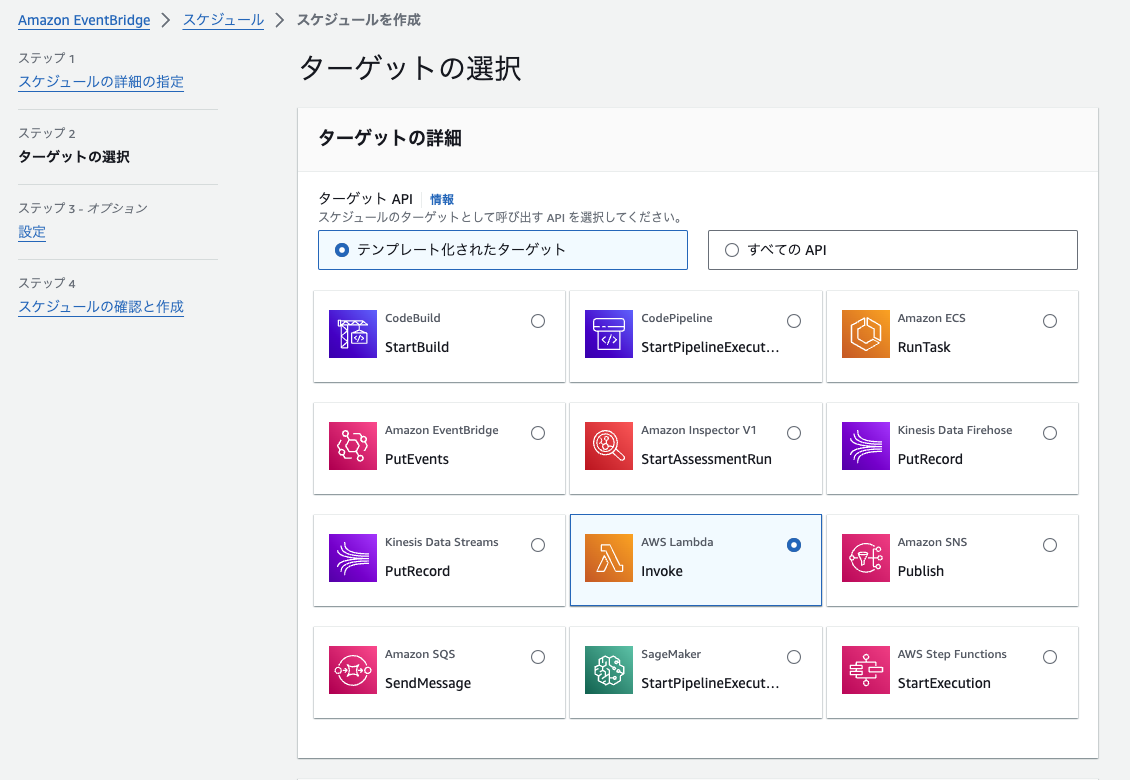 Amazon EventBridge > スケジュール > スケジュールを作成
ステップ 1
スケジュールの詳細の指定
ステップ 2
ターゲットの選択
ステップ 3 - オプション
設定
ステップ 4
スケジュールの確認と作成
ターゲットの選択
ターゲットの詳細
ターゲット API 情報
スケジュールのターゲットとして呼び出す API を選択してください。
テンプレート化されたターゲット
すべての API
CodeBuild
StartBuild
CodePipeline
StartPipelineExecut...
Amazon ECS
RunTask
Amazon EventBridge
PutEvents
Amazon Inspector V1
StartAssessmentRun
Kinesis Data Firehose
PutRecord
Kinesis Data Streams
PutRecord
AWS Lambda
Invoke
Amazon SNS
Publish
Amazon SQS
SendMessage
SageMaker
StartPipelineExecut...
AWS Step Functions
StartExecution